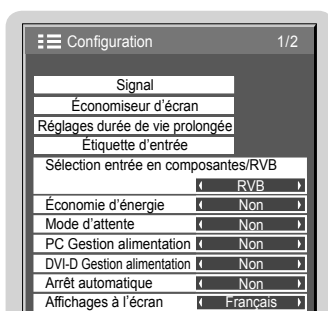 Configuration 1/2
Signal
Économiseur d'écran
Réglages durée de vie prolongée
Étiquette d'entrée
Sélection entrée en composantes/RVB
RVB
Économie d'énergie Non
Mode d'attente Non
PC Gestion alimentation Non
DVI-D Gestion alimentation Non
Arrêt automatique Non
Affichages à l'écran Français